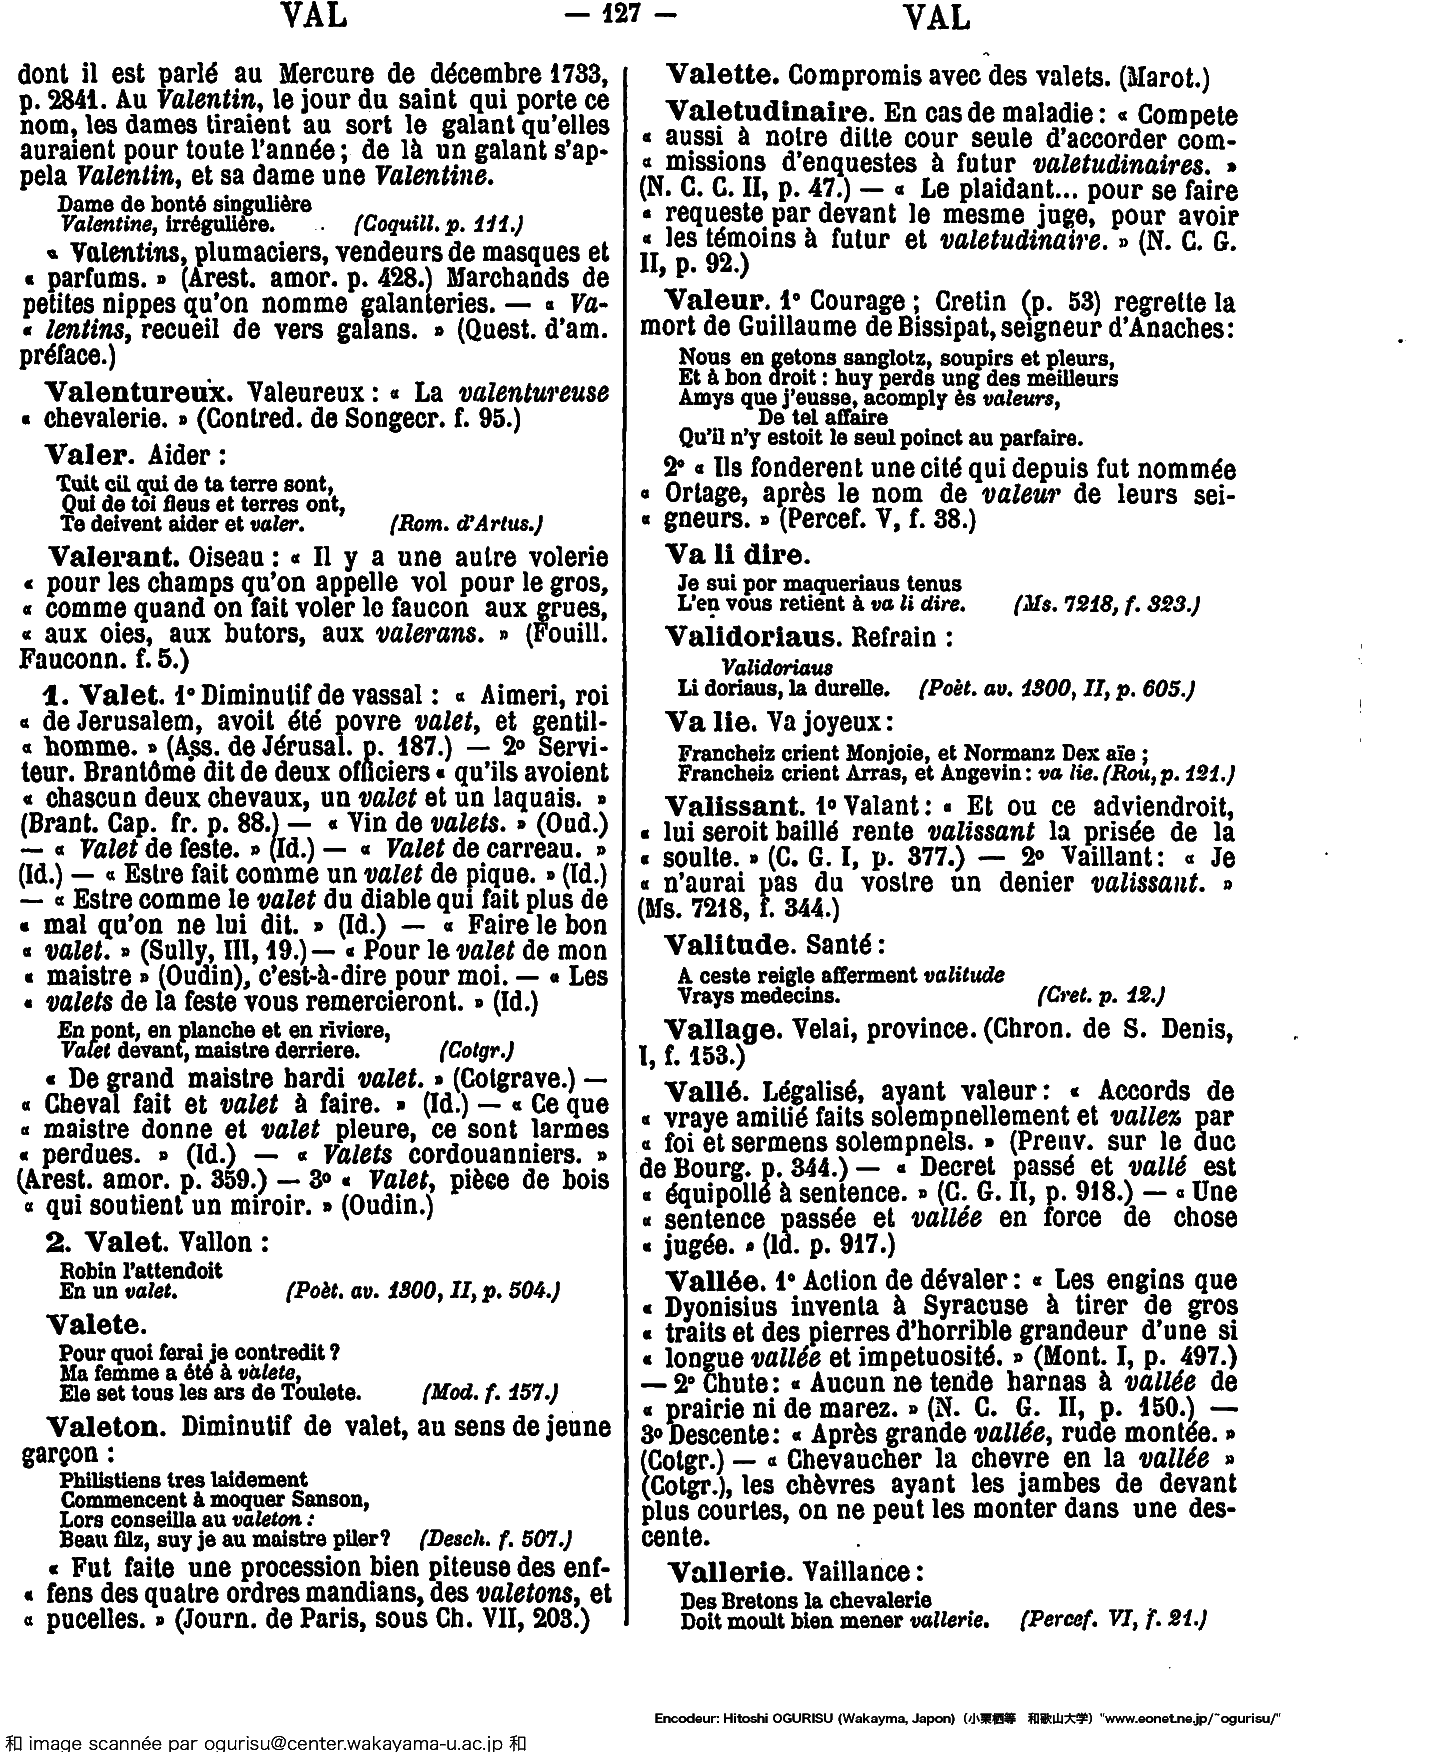 VAL — 127 — VAL
dont il est parlé au Mercure de décembre 1733,
p. 2841. Au Valentin, le jour du saint qui porte ce
nom, les dames tiraient au sort le galant qu'elles
auraient pour toute l'année ; de là un galant s'ap-
pela Valentin, et sa dame une Valentine.
Dame de bonté singulière
Valentine, irrégulière. (Coquill. p. 111.)
« Valentins, plumaciers, vendeurs de masques et
« parfums. » (Arest. amor. p. 428.) Marchands de
petites nippes qu'on nomme galanteries. — « Va-
« lentins, recueil de vers galans. » (Quest. d'am.
préface.)
Valentureux. Valeureux : « La valentureuse
« chevalerie. » (Contred. de Songecr. f. 95.)
Valer. Aider :
Tuit cil qui de ta terre sont,
Qui de toi fleus et terres ont,
Te deivent aider et valer. (Rom. d'Artus.)
Valerant. Oiseau : « Il y a une autre volerie
« pour les champs qu'on appelle vol pour le gros,
« comme quand on fait voler le faucon aux grues,
« aux oies, aux butors, aux valerans. » (Fouill.
Fauconn. f. 5.)
1. Valet. 1° Diminutif de vassal : « Aimeri, roi
« de Jerusalem, avoit été povre valet, et gentil-
« homme. » (Ass. de Jérusal. p. 187.) — 2° Servi-
teur. Brantôme dit de deux officiers « qu'ils avoient
« chascun deux chevaux, un valet et un laquais. »
(Brant. Cap. fr. p. 88.) — « Vin de valets. » (Oud.)
— « Valet de feste. » (Id.) — « Valet de carreau. »
(Id.) — « Estre fait comme un valet de pique. » (Id.)
— « Estre comme le valet du diable qui fait plus de
« mal qu'on ne lui dit. » (Id.) — « Faire le bon
« valet. » (Sully, III, 19.) — « Pour le valet de mon
« maistre » (Oudin), c'est-à-dire pour moi. — « Les
« valets de la feste vous remercieront. » (Id.)
En pont, en planche et en riviere,
Valet devant, maistre derriere. (Cotgr.)
« De grand maistre hardi valet. » (Cotgrave.) —
« Cheval fait et valet à faire. » (Id.) — « Ce que
« maistre donne et valet pleure, ce sont larmes
« perdues. » (Id.) — « Valets cordouanniers. »
(Arest. amor. p. 359.) — 3° « Valet, pièce de bois
« qui soutient un miroir. » (Oudin.)
2. Valet. Vallon :
Robin l'attendoit
En un valet. (Poèt. av. 1300, II, p. 504.)
Valete.
Pour quoi ferai je contredit ?
Ma femme a été à valete,
Ele set tous les ars de Toulete. (Mod. f. 157.)
Valeton. Diminutif de valet, au sens de jeune
garçon :
Philistiens tres laidement
Commencent à moquer Sanson,
Lors conseilla au valeton :
Beau filz, suy je au maistre piler ? (Desch. f. 507.)
« Fut faite une procession bien piteuse des enf-
« fens des quatre ordres mandians, des valetons, et
« pucelles. » (Journ. de Paris, sous Ch. VII, 203.)
Valette. Compromis avec des valets. (Marot.)
Valetudinaire. En cas de maladie : « Compete
« aussi à notre ditte cour seule d'accorder com-
« missions d'enquestes à futur valetudinaires. »
(N. C. C. II, p. 47.) — « Le plaidant... pour se faire
« requeste par devant le mesme juge, pour avoir
« les témoins à futur et valetudinaire. » (N. C. G.
II, p. 92.)
Valeur. 1° Courage ; Cretin (p. 53) regrette la
mort de Guillaume de Bissipat, seigneur d'Anaches :
Nous en getons sanglotz, soupirs et pleurs,
Et à bon droit : huy perds ung des meilleurs
Amys que j'eusse, acomply ès valeurs,
De tel affaire
Qu'il n'y estoit le seul poinct au parfaire.
2° « Ils fonderent une cité qui depuis fut nommée
« Ortage, après le nom de valeur de leurs sei-
« gneurs. » (Percef. V, f. 38.)
Va li dire.
Je sui por maqueriaus tenus
L'en vous retient à va li dire. (Ms. 7218, f. 323.)
Validoriaus. Refrain :
Validoriaus
Li doriaus, la durelle. (Poèt. av. 1300, II, p. 605.)
Va lie. Va joyeux :
Francheiz crient Monjoie, et Normanz Dex aïe ;
Francheiz crient Arras, et Angevin : va lie. (Rou, p. 121.)
Valissant. 1° Valant : « Et ou ce adviendroit,
« lui seroit baillé rente valissant la prisée de la
« soulte. » (C. G. I, p. 377.) — 2° Vaillant : « Je
« n'aurai pas du vostre un denier valissant. »
(Ms. 7218, f. 344.)
Valitude. Santé :
A ceste reigle afferment valitude
Vrays medecins. (Cret. p. 12.)
Vallage. Velai, province. (Chron. de S. Denis,
I, f. 153.)
Vallé. Légalisé, ayant valeur : « Accords de
« vraye amitié faits solempnellement et vallez par
« foi et sermens solempnels. » (Preuv. sur le duc
de Bourg. p. 344.) — « Decret passé et vallé est
« équipollé à sentence. » (C. G. II, p. 918.) — « Une
« sentence passée et vallée en force de chose
« jugée. » (Id. p. 917.)
Vallée. 1° Action de dévaler : « Les engins que
« Dyonisius inventa à Syracuse à tirer de gros
« traits et des pierres d'horrible grandeur d'une si
« longue vallée et impetuosité. » (Mont. I, p. 497.)
— 2° Chute : « Aucun ne tende harnas à vallée de
« prairie ni de marez. » (N. C. G. II, p. 150.) —
3° Descente : « Après grande vallée, rude montée. »
(Cotgr.) — « Chevaucher la chevre en la vallée »
(Cotgr.), les chèvres ayant les jambes de devant
plus courtes, on ne peut les monter dans une des-
cente.
Vallerie. Vaillance :
Des Bretons la chevalerie
Doit moult bien mener vallerie. (Percef. VI, f. 21.)
Encodeur: Hitoshi OGURISU (Wakayma, Japon) (小栗栖等 和歌山大学) "www.eonet.ne.jp/~ogurisu/"
和 image scannée par ogurisu@center.wakayama-u.ac.jp 和